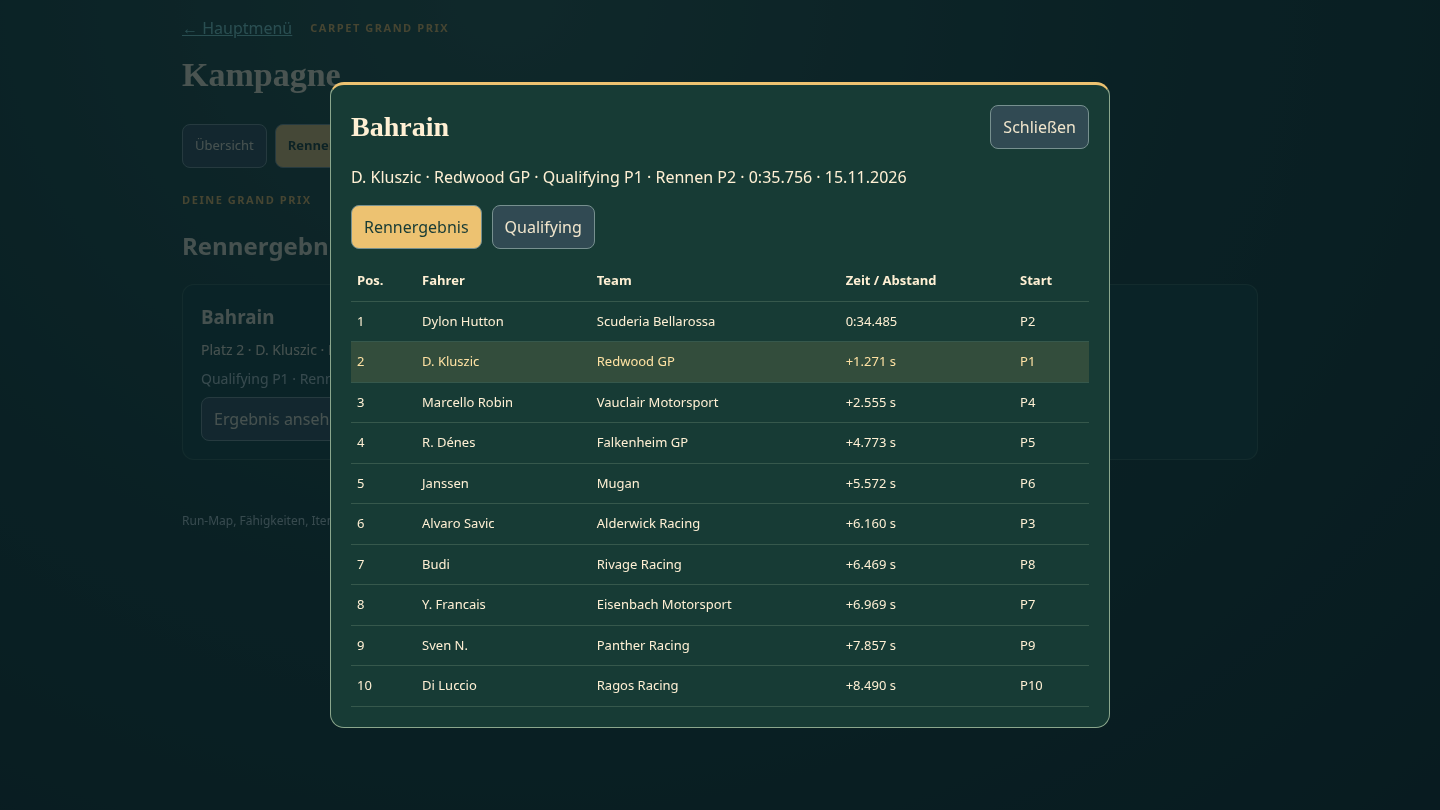 ← Hauptmenü CARPET GRAND PRIX
Kampagne
Übersicht Renne
DEINE GRAND PRIX
Rennergebn
Bahrain
Platz 2 · D. Kluszic ·
Qualifying P1 · Renn
Ergebnis anseh
Run-Map, Fähigkeiten, Iter
Bahrain Schließen
D. Kluszic · Redwood GP · Qualifying P1 · Rennen P2 · 0:35.756 · 15.11.2026
Rennergebnis Qualifying
Pos. Fahrer Team Zeit / Abstand Start
1 Dylon Hutton Scuderia Bellarossa 0:34.485 P2
2 D. Kluszic Redwood GP +1.271 s P1
3 Marcello Robin Vauclair Motorsport +2.555 s P4
4 R. Dénes Falkenheim GP +4.773 s P5
5 Janssen Mugan +5.572 s P6
6 Alvaro Savic Alderwick Racing +6.160 s P3
7 Budi Rivage Racing +6.469 s P8
8 Y. Francais Eisenbach Motorsport +6.969 s P7
9 Sven N. Panther Racing +7.857 s P9
10 Di Luccio Ragos Racing +8.490 s P10